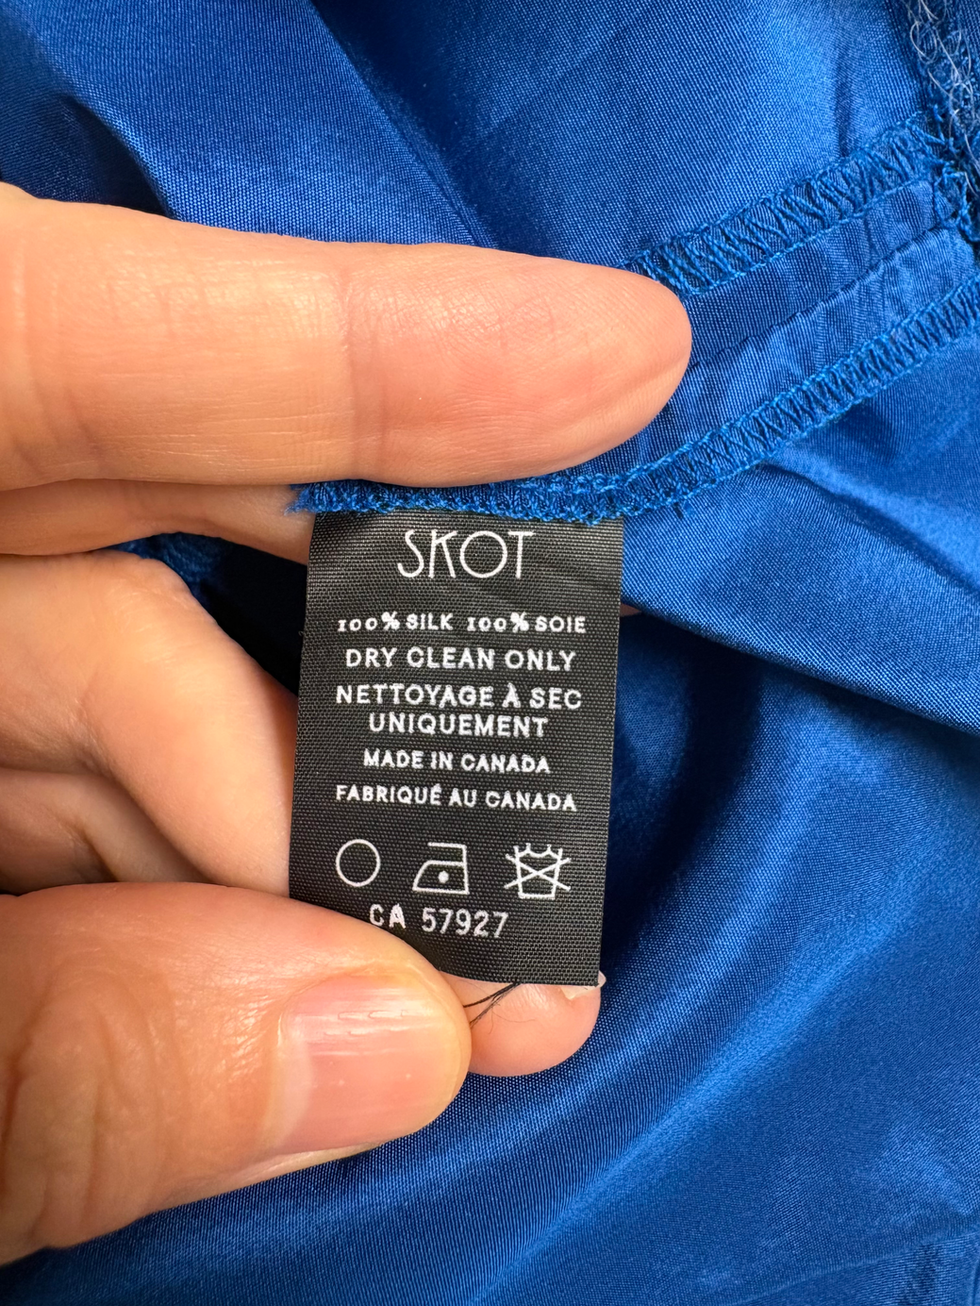 SKOT
100% SILK 100% SOIE
DRY CLEAN ONLY
NETTOYAGE À SEC
UNIQUEMENT
MADE IN CANADA
FABRIQUÉ AU CANADA
CA 57927